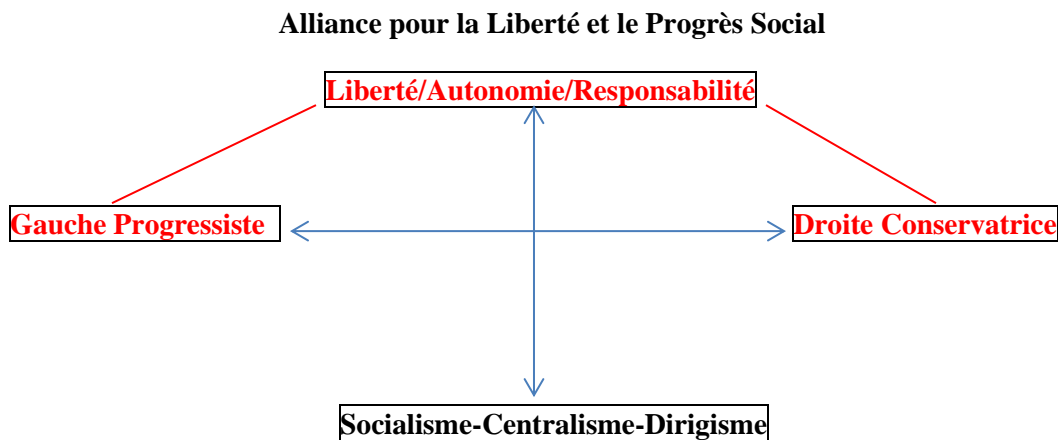 Alliance pour la Liberté et le Progrès Social
Liberté/Autonomie/Responsabilité
Gauche Progressiste
Droite Conservatrice
Socialisme-Centralisme-Dirigisme